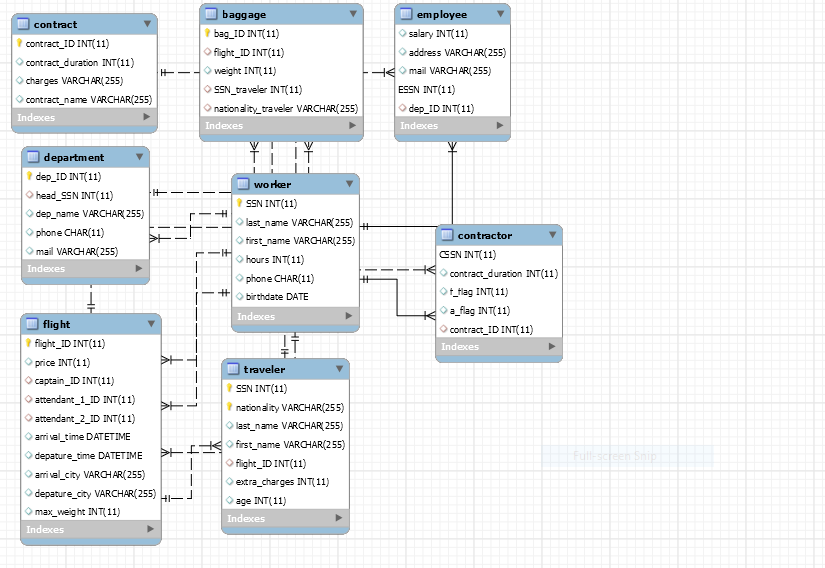 contract
contract_ID INT(11)
contract_duration INT(11)
charges VARCHAR(255)
contract_name VARCHAR(255)
Indexes
baggage
bag_ID INT(11)
flight_ID INT(11)
weight INT(11)
SSN_traveler INT(11)
nationality_traveler VARCHAR(255)
Indexes
employee
salary INT(11)
address VARCHAR(255)
mail VARCHAR(255)
ESSN INT(11)
dep_ID INT(11)
Indexes
department
dep_ID INT(11)
head_SSN INT(11)
dep_name VARCHAR(255)
phone CHAR(11)
mail VARCHAR(255)
Indexes
worker
SSN INT(11)
last_name VARCHAR(255)
first_name VARCHAR(255)
hours INT(11)
phone CHAR(11)
birthdate DATE
Indexes
contractor
CSSN INT(11)
contract_duration INT(11)
f_flag INT(11)
a_flag INT(11)
contract_ID INT(11)
Indexes
flight
flight_ID INT(11)
price INT(11)
captain_ID INT(11)
attendant_1_ID INT(11)
attendant_2_ID INT(11)
arrival_time DATETIME
depature_time DATETIME
arrival_city VARCHAR(255)
depature_city VARCHAR(255)
max_weight INT(11)
Indexes
traveler
SSN INT(11)
nationality VARCHAR(255)
last_name VARCHAR(255)
first_name VARCHAR(255)
flight_ID INT(11)
extra_charges INT(11)
age INT(11)
Indexes
Full-screen Snip